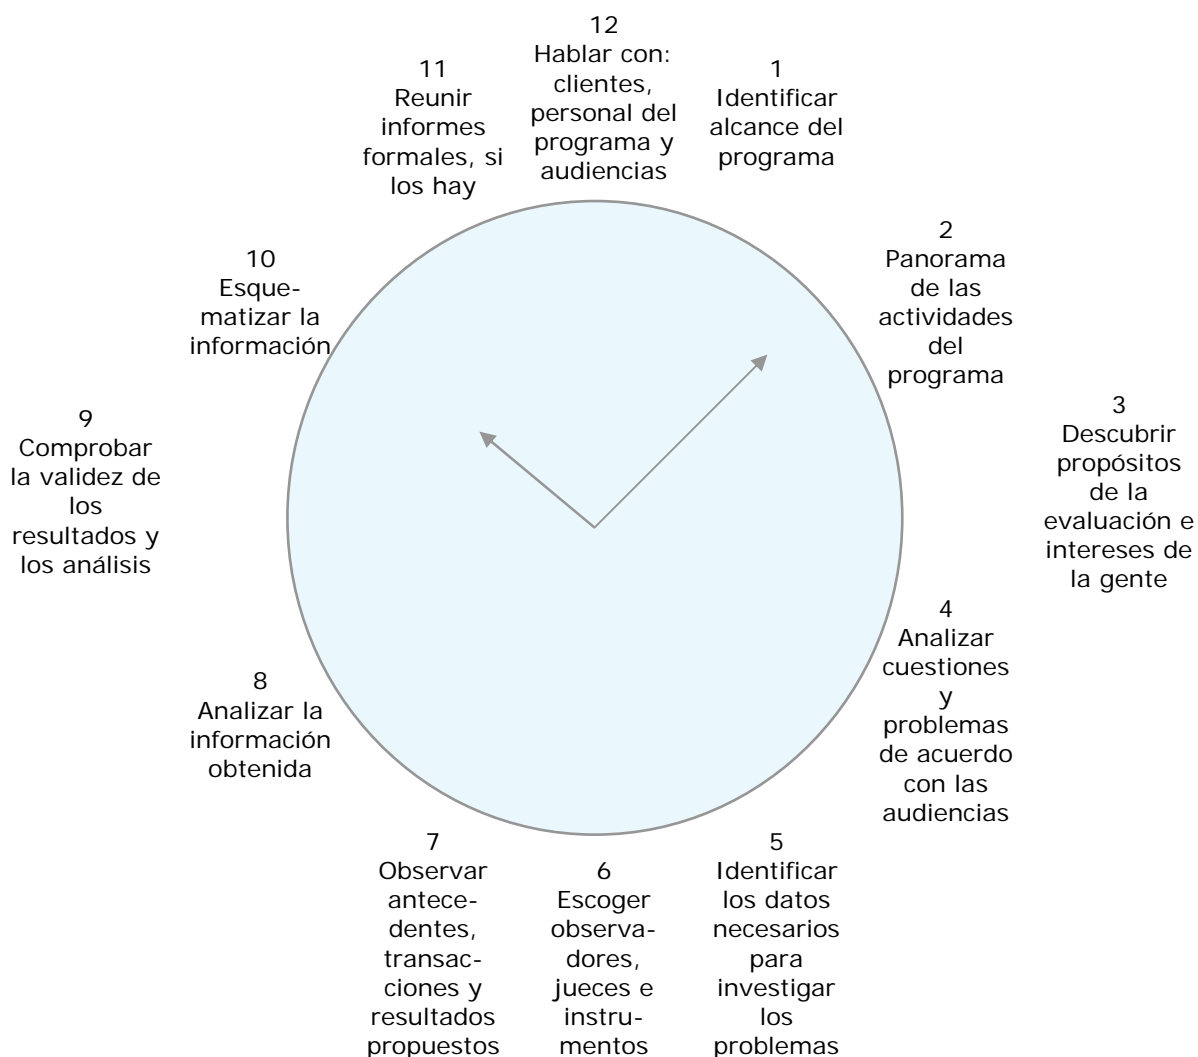 12
Hablar con:
clientes,
personal del
programa y
audiencias
1
Identificar
alcance del
programa
2
Panorama
de las
actividades
del
programa
3
Descubrir
propósitos
de la
evaluación e
intereses de
la gente
4
Analizar
cuestiones
y
problemas
de acuerdo
con las
audiencias
5
Identificar
los datos
necesarios
para
investigar
los
problemas
6
Escoger
observa-
dores,
jueces e
instru-
mentos
7
Observar
antece-
dentes,
transac-
ciones y
resultados
propuestos
8
Analizar la
información
obtenida
9
Comprobar
la validez de
los
resultados y
los análisis
10
Esque-
matizar la
información
11
Reunir
informes
formales, si
los hay